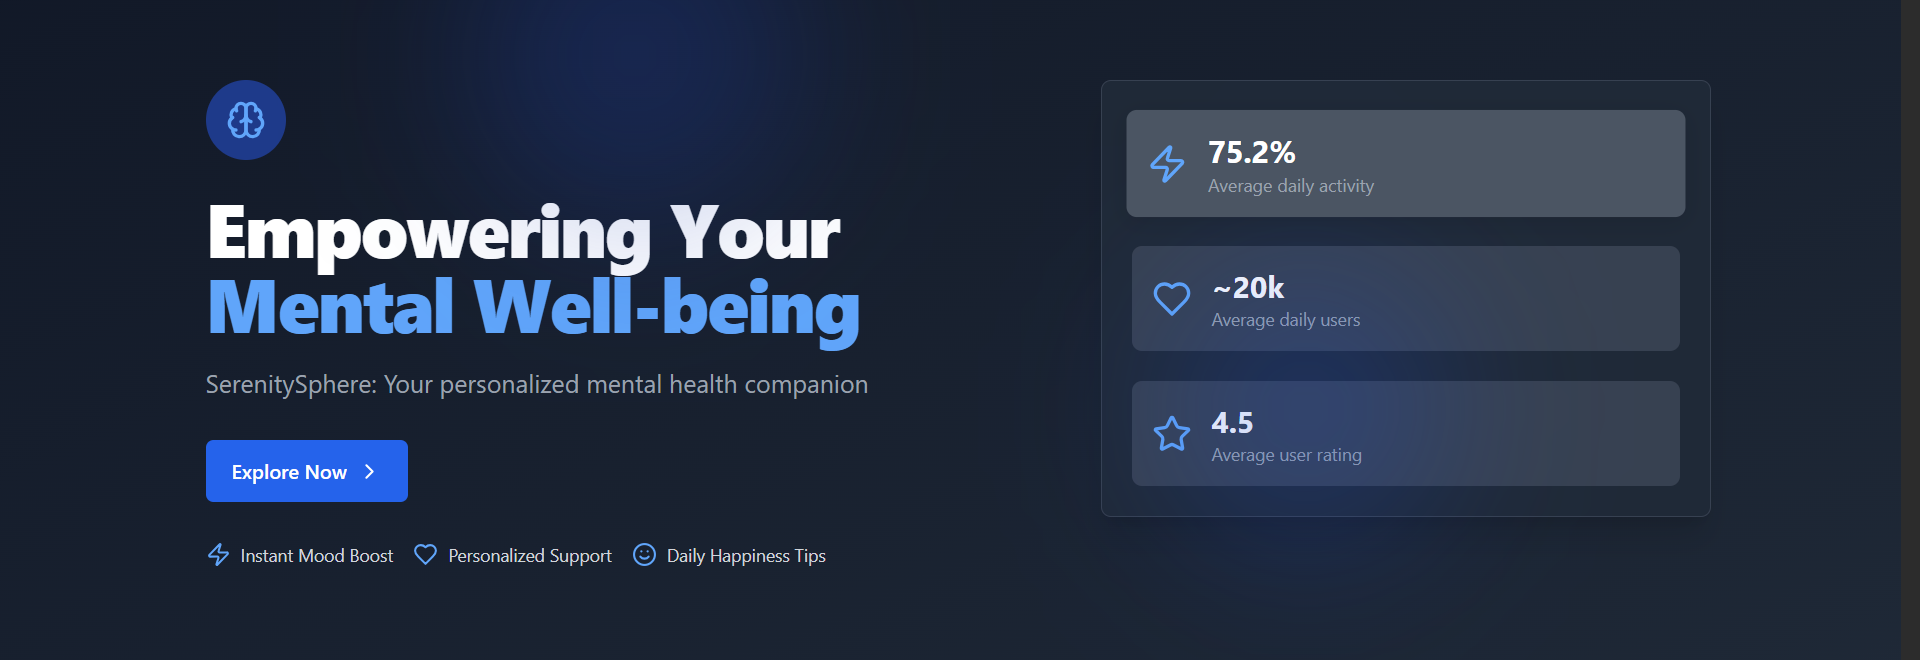 Empowering Your
Mental Well-being
SerenitySphere: Your personalized mental health companion
Explore Now
Instant Mood Boost
Personalized Support
Daily Happiness Tips
75.2%
Average daily activity
~20k
Average daily users
4.5
Average user rating